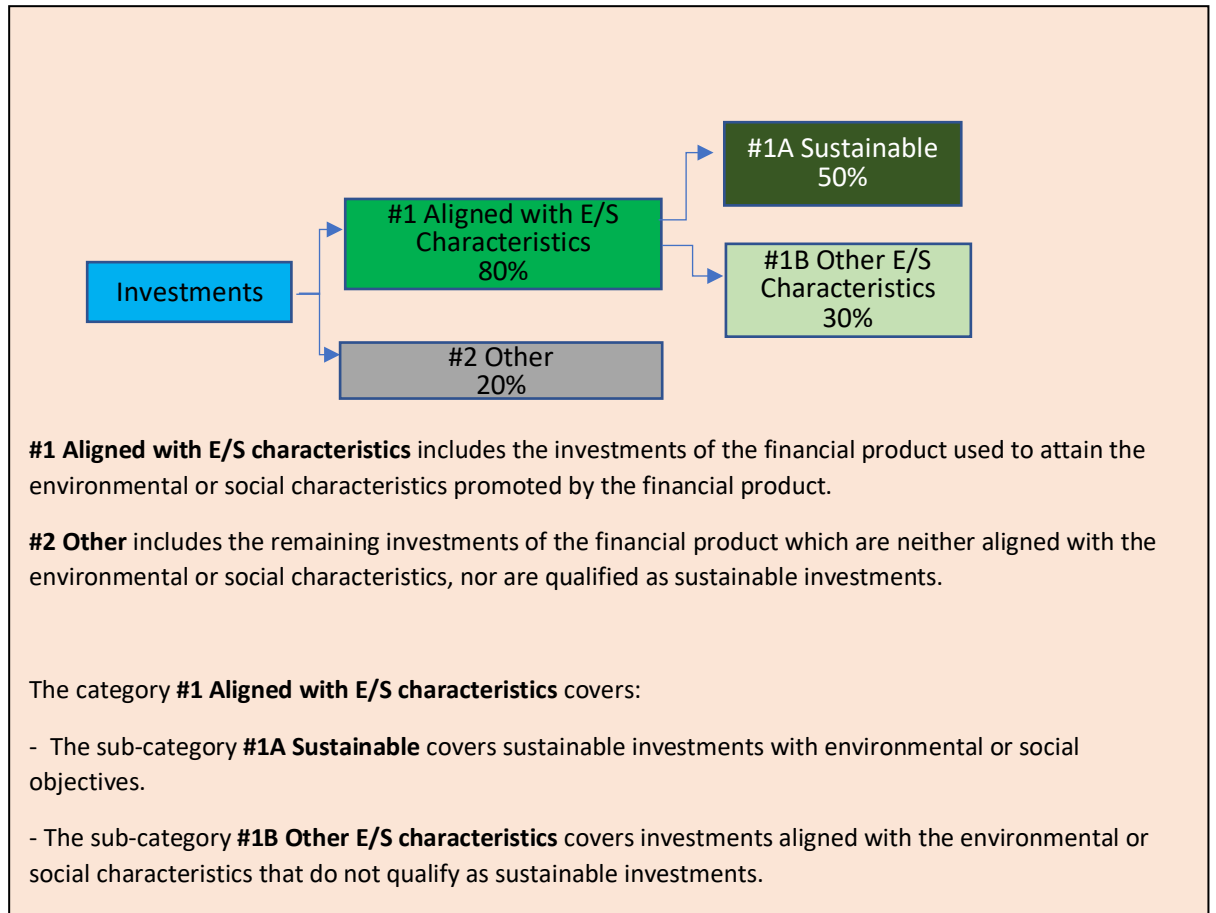 #1A Sustainable
50%
#1 Aligned with E/S
Characteristics
80%
#1B Other E/S
Characteristics
30%
Investments
#2 Other
20%
#1 Aligned with E/S characteristics includes the investments of the financial product used to attain the
environmental or social characteristics promoted by the financial product.
#2 Other includes the remaining investments of the financial product which are neither aligned with the
environmental or social characteristics, nor are qualified as sustainable investments.
The category #1 Aligned with E/S characteristics covers:
- The sub-category #1A Sustainable covers sustainable investments with environmental or social
objectives.
- The sub-category #1B Other E/S characteristics covers investments aligned with the environmental or
social characteristics that do not qualify as sustainable investments.